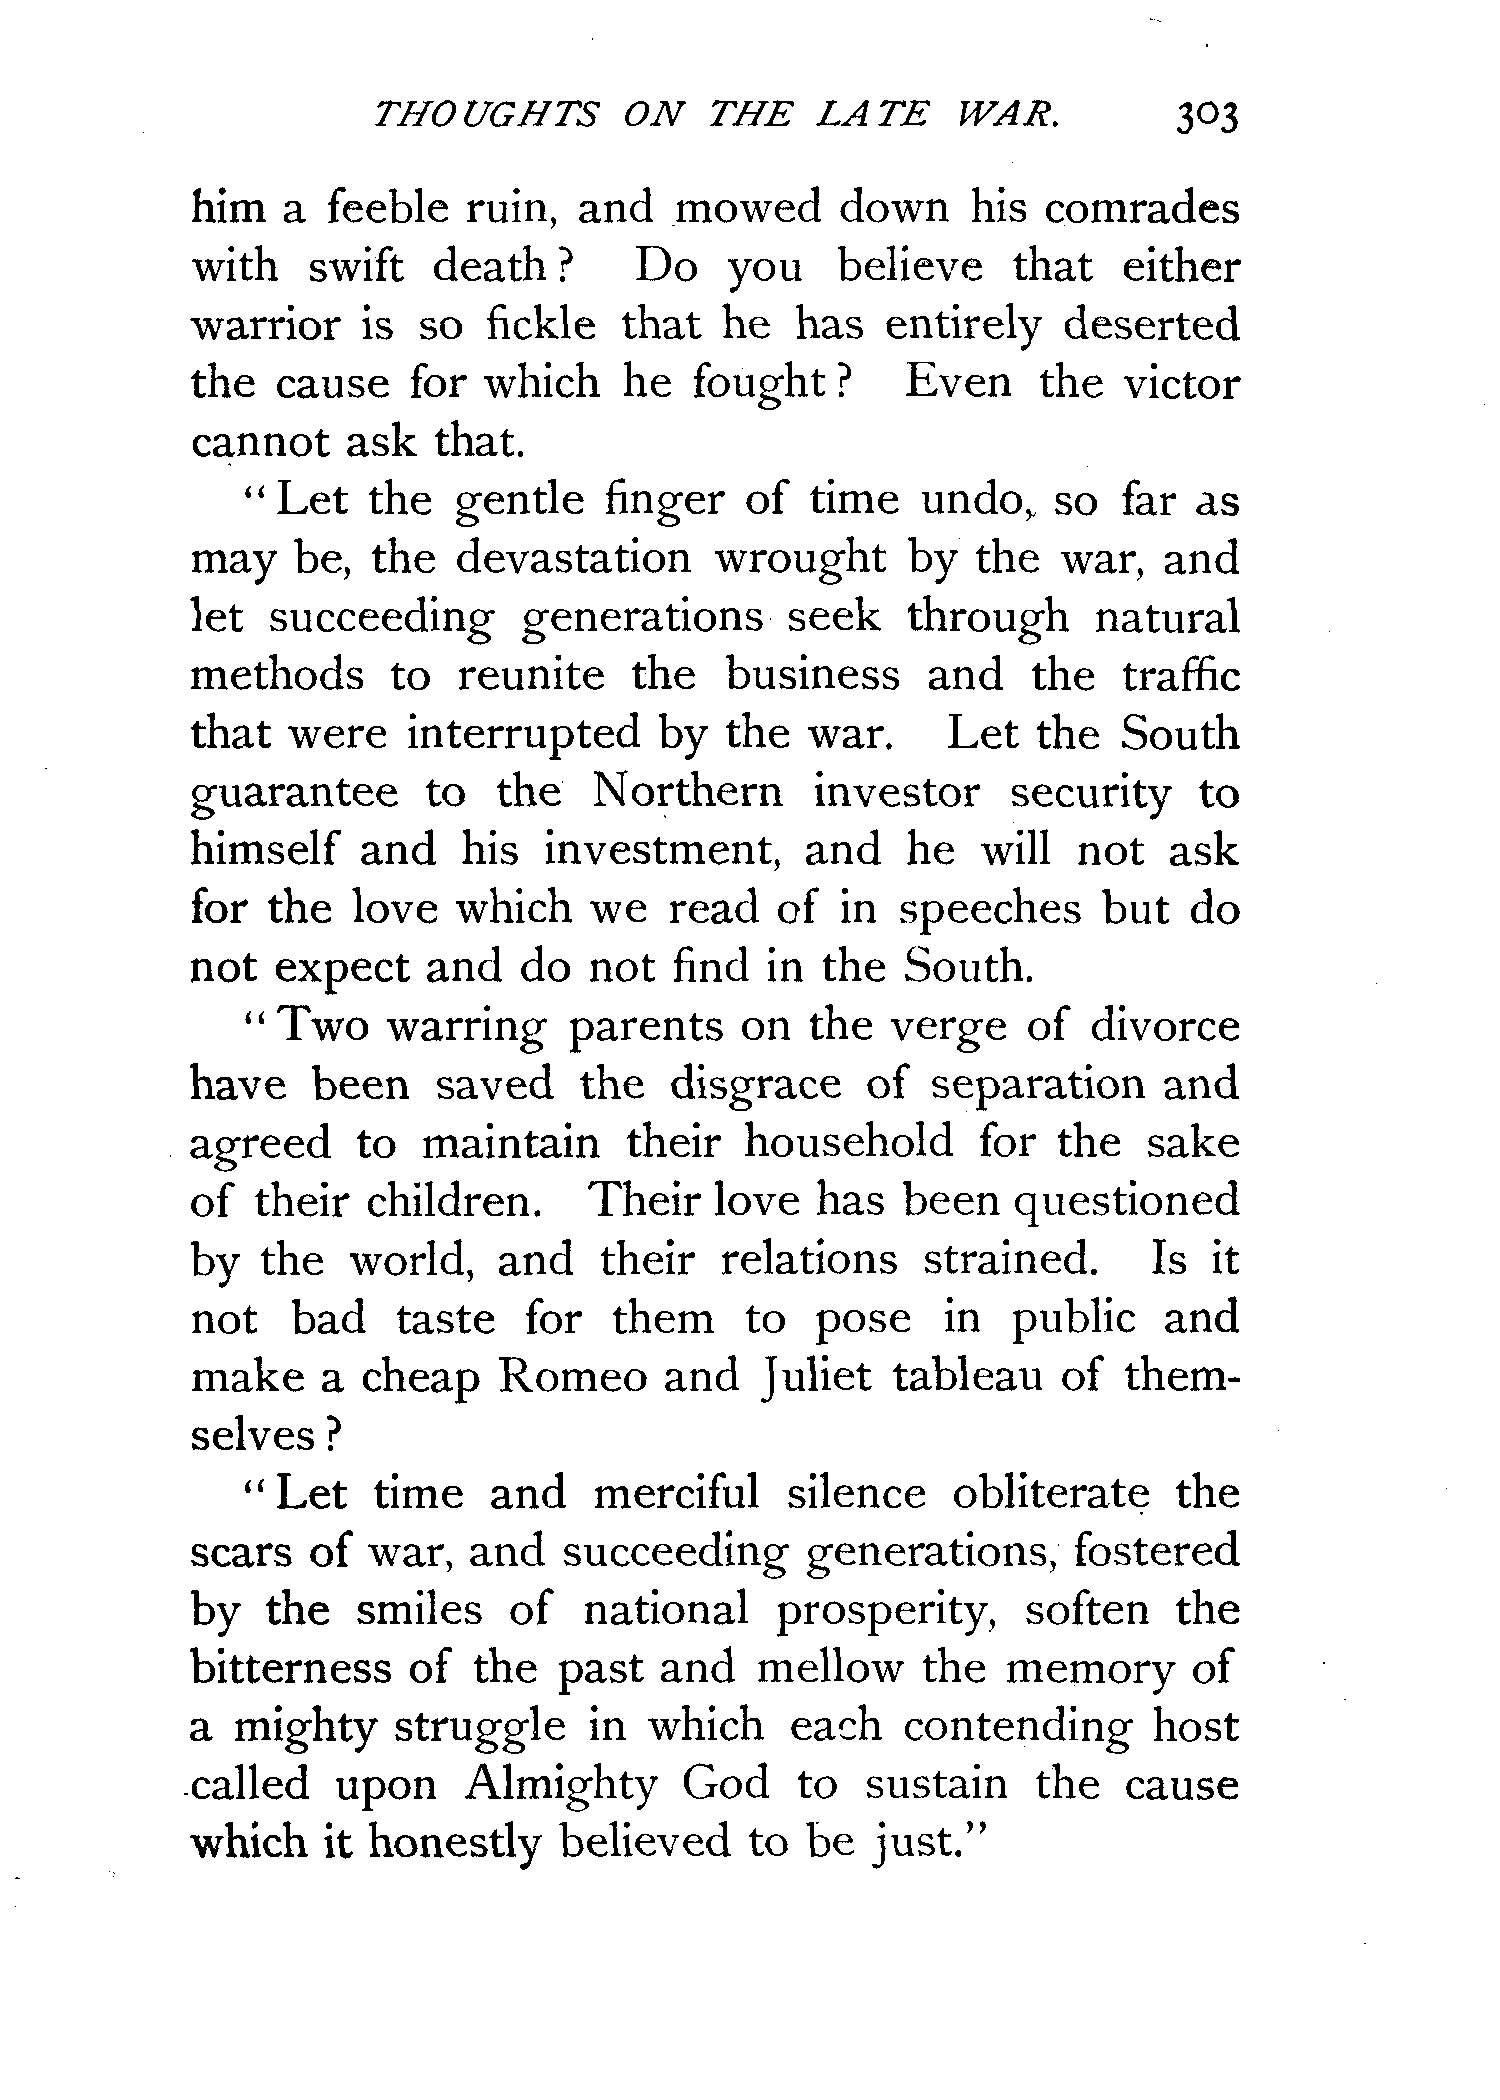 THOUGHTS ON THE LATE WAR. 303
him a feeble ruin, and mowed down his comrades
with swift death? Do you believe that either
warrior is so fickle that he has entirely deserted
the cause for which he fought? Even the victor
cannot ask that.
"Let the gentle finger of time undo, so far as
may be, the devastation wrought by the war, and
let succeeding generations seek through natural
methods to reunite the business and the traffic
that were interrupted by the war. Let the South
guarantee to the Northern investor security to
himself and his investment, and he will not ask
for the love which we read of in speeches but do
not expect and do not find in the South.
"Two warring parents on the verge of divorce
have been saved the disgrace of separation and
agreed to maintain their household for the sake
of their children. Their love has been questioned
by the world, and their relations strained. Is it
not bad taste for them to pose in public and
make a cheap Romeo and Juliet tableau of them-
selves?
"Let time and merciful silence obliterate the
scars of war, and succeeding generations, fostered
by the smiles of national prosperity, soften the
bitterness of the past and mellow the memory of
a mighty struggle in which each contending host
called upon Almighty God to sustain the cause
which it honestly believed to be just."